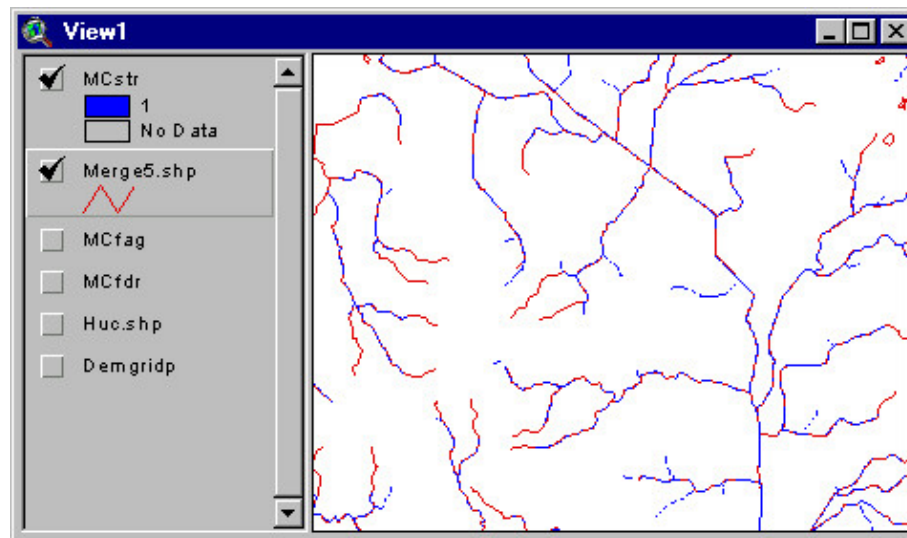 View1
MCstr
1
No Data
Merge5.shp
MCfag
MCfdr
Huc.shp
Demgridp